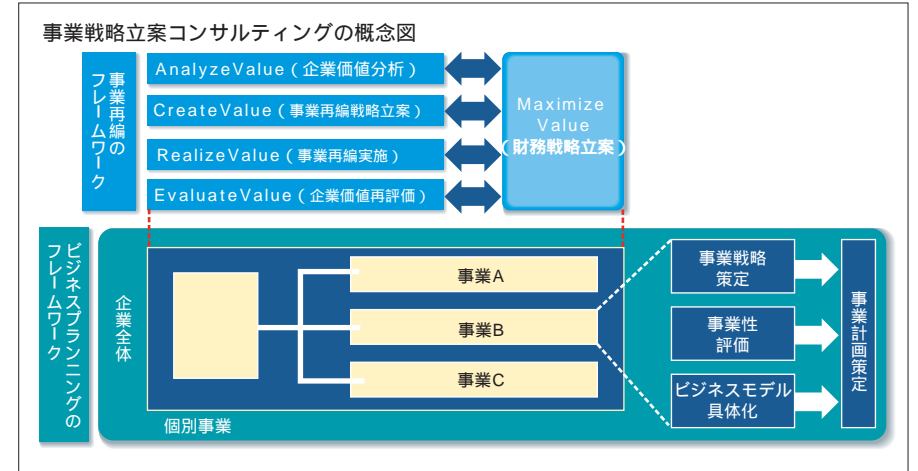 事業戦略立案コンサルティングの概念図
事業再編の
フレームワーク
AnalyzeValue（企業価値分析）
CreateValue（事業再編戦略立案）
RealizeValue（事業再編実施）
EvaluateValue（企業価値再評価）
Maximize
Value
（財務戦略立案）
ビジネスプランニングの
フレームワーク
企業全体
事業A
事業B
事業C
個別事業
事業戦略
策定
事業性
評価
ビジネスモデル
具体化
事業計画策定